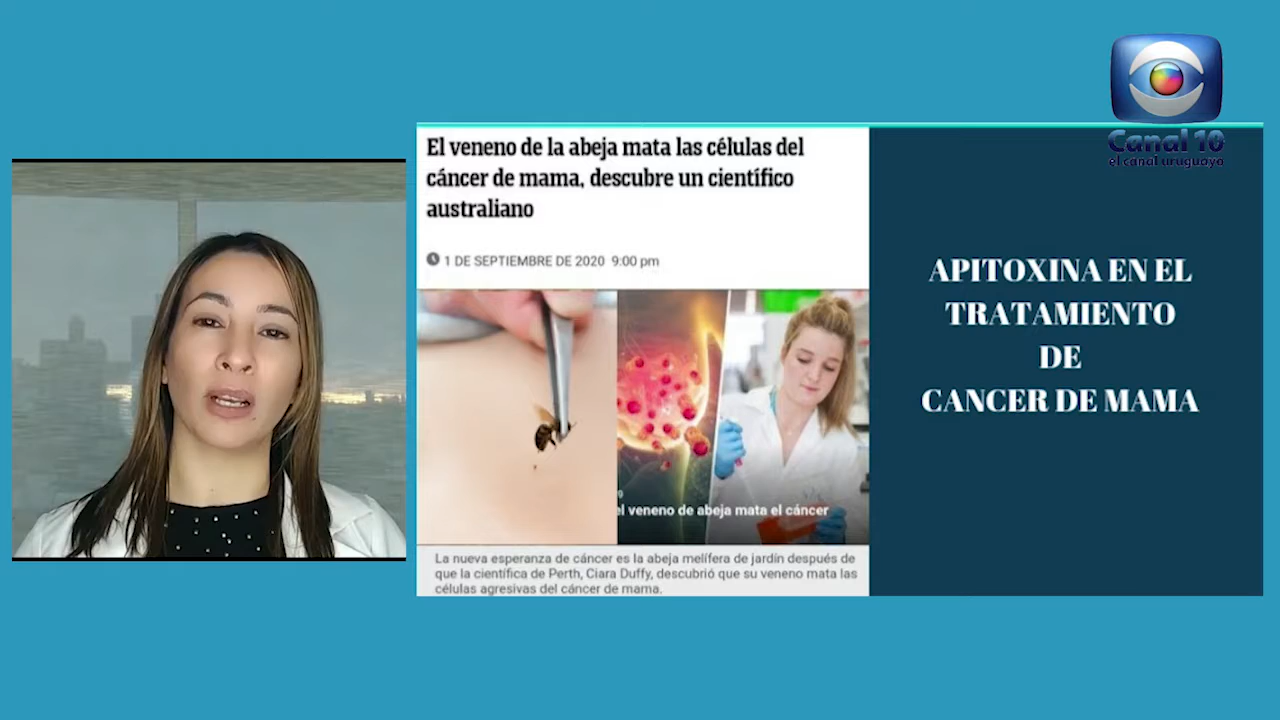 Canal 10
el canal uruguayo
El veneno de la abeja mata las células del
cáncer de mama, descubre un científico
australiano
1 DE SEPTIEMBRE DE 2020 9:00 pm
el veneno de abeja mata el cáncer
La nueva esperanza de cáncer es la abeja melífera de jardín después de
que la científica de Perth, Ciara Duffy, descubrió que su veneno mata las
células agresivas del cáncer de mama.
APITOXINA EN EL
TRATAMIENTO
DE
CANCER DE MAMA